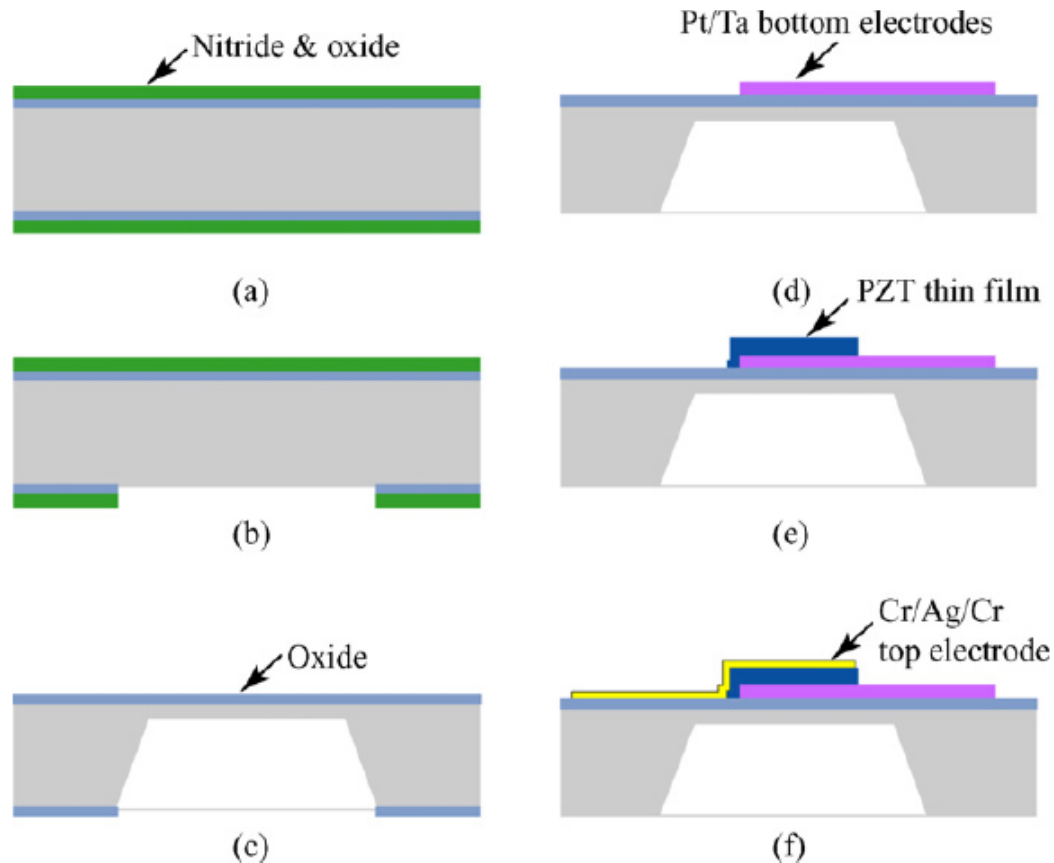 Nitride & oxide
(a)
(b)
Oxide
(c)
Pt/Ta bottom electrodes
(d)
PZT thin film
(e)
Cr/Ag/Cr
top electrode
(f)